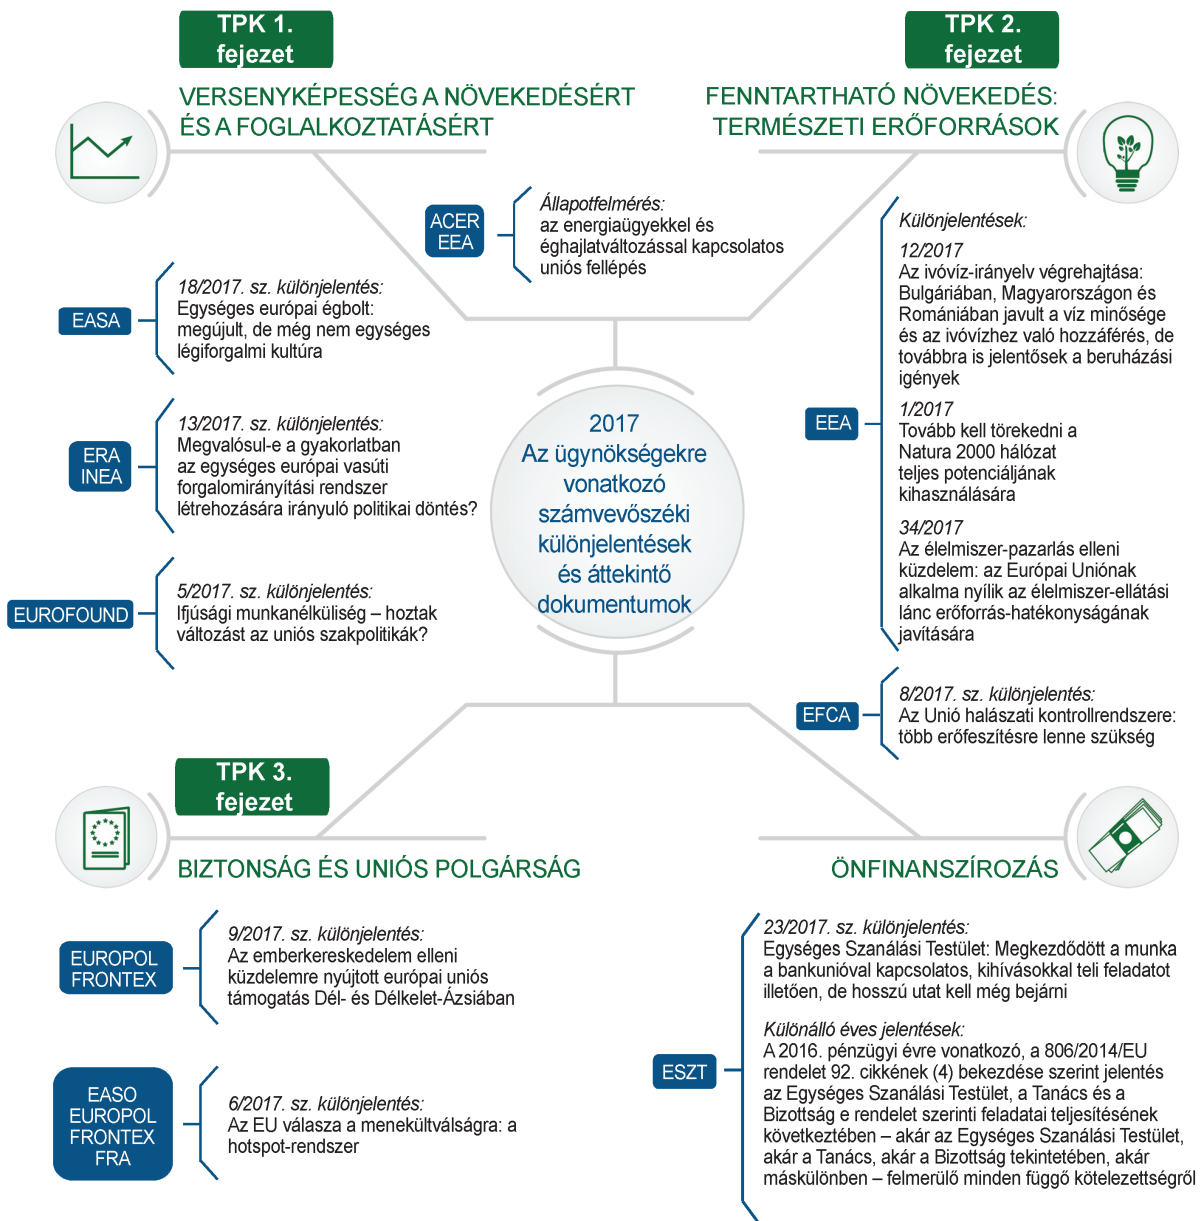 TPK 1.
fejezet
VERSENYKÉPESSÉG A NÖVEKEDÉSÉRT
ÉS A FOGLALKOZTATÁSÉRT
TPK 2.
fejezet
FENNTARTHATÓ NÖVEKEDÉS:
TERMÉSZETI ERŐFORRÁSOK
ACER
EEA
Állapotfelmérés:
az energiaügyekkel és
éghajlatváltozással kapcsolatos
uniós fellépés
EASA
18/2017. sz. különjelentés:
Egységes európai égbolt:
megújult, de még nem egységes
légiforgalmi kultúra
ERA
INEA
13/2017. sz. különjelentés:
Megvalósul-e a gyakorlatban
az egységes európai vasúti
forgalomirányítási rendszer
létrehozására irányuló politikai döntés?
EUROFOUND
5/2017. sz. különjelentés:
Ifjúsági munkanélküliség – hoztak
változást az uniós szakpolitikák?
2017
Az ügynökségekre
vonatkozó
számvevőszéki
különjelentések
és áttekintő
dokumentumok
EEA
Különjelentések:
12/2017
Az ivóvíz-irányelv végrehajtása:
Bulgáriában, Magyarországon és
Romániában javult a víz minősége
és az ivóvízhez való hozzáférés, de
továbbra is jelentősek a beruházási
igények
1/2017
Tovább kell törekedni a
Natura 2000 hálózat
teljes potenciáljának
kihasználására
34/2017
Az élelmiszer-pazarlás elleni
küzdelem: az Európai Uniónak
alkalma nyílik az élelmiszer-ellátási
lánc erőforrás-hatékonyságának
javítására
EFCA
8/2017. sz. különjelentés:
Az Unió halászati kontrollrendszere:
több erőfeszítésre lenne szükség
TPK 3.
fejezet
BIZTONSÁG ÉS UNIÓS POLGÁRSÁG
EUROPOL
FRONTEX
9/2017. sz. különjelentés:
Az emberkereskedelem elleni
küzdelemre nyújtott európai uniós
támogatás Dél- és Délkelet-Ázsiában
EASO
EUROPOL
FRONTEX
FRA
6/2017. sz. különjelentés:
Az EU válasza a menekültválságra: a
hotspot-rendszer
ÖNFINANSZÍROZÁS
ESZT
23/2017. sz. különjelentés:
Egységes Szanálási Testület: Megkezdődött a munka
a bankunióval kapcsolatos, kihívásokkal teli feladatot
illetően, de hosszú utat kell még bejárni
Különálló éves jelentések:
A 2016. pénzügyi évre vonatkozó, a 806/2014/EU
rendelet 92. cikkének (4) bekezdése szerint jelentés
az Egységes Szanálási Testület, a Tanács és a
Bizottság e rendelet szerinti feladatai teljesítésének
következtében – akár az Egységes Szanálási Testület,
akár a Tanács, akár a Bizottság tekintetében, akár
máskülönben – felmerülő minden függő kötelezettségről